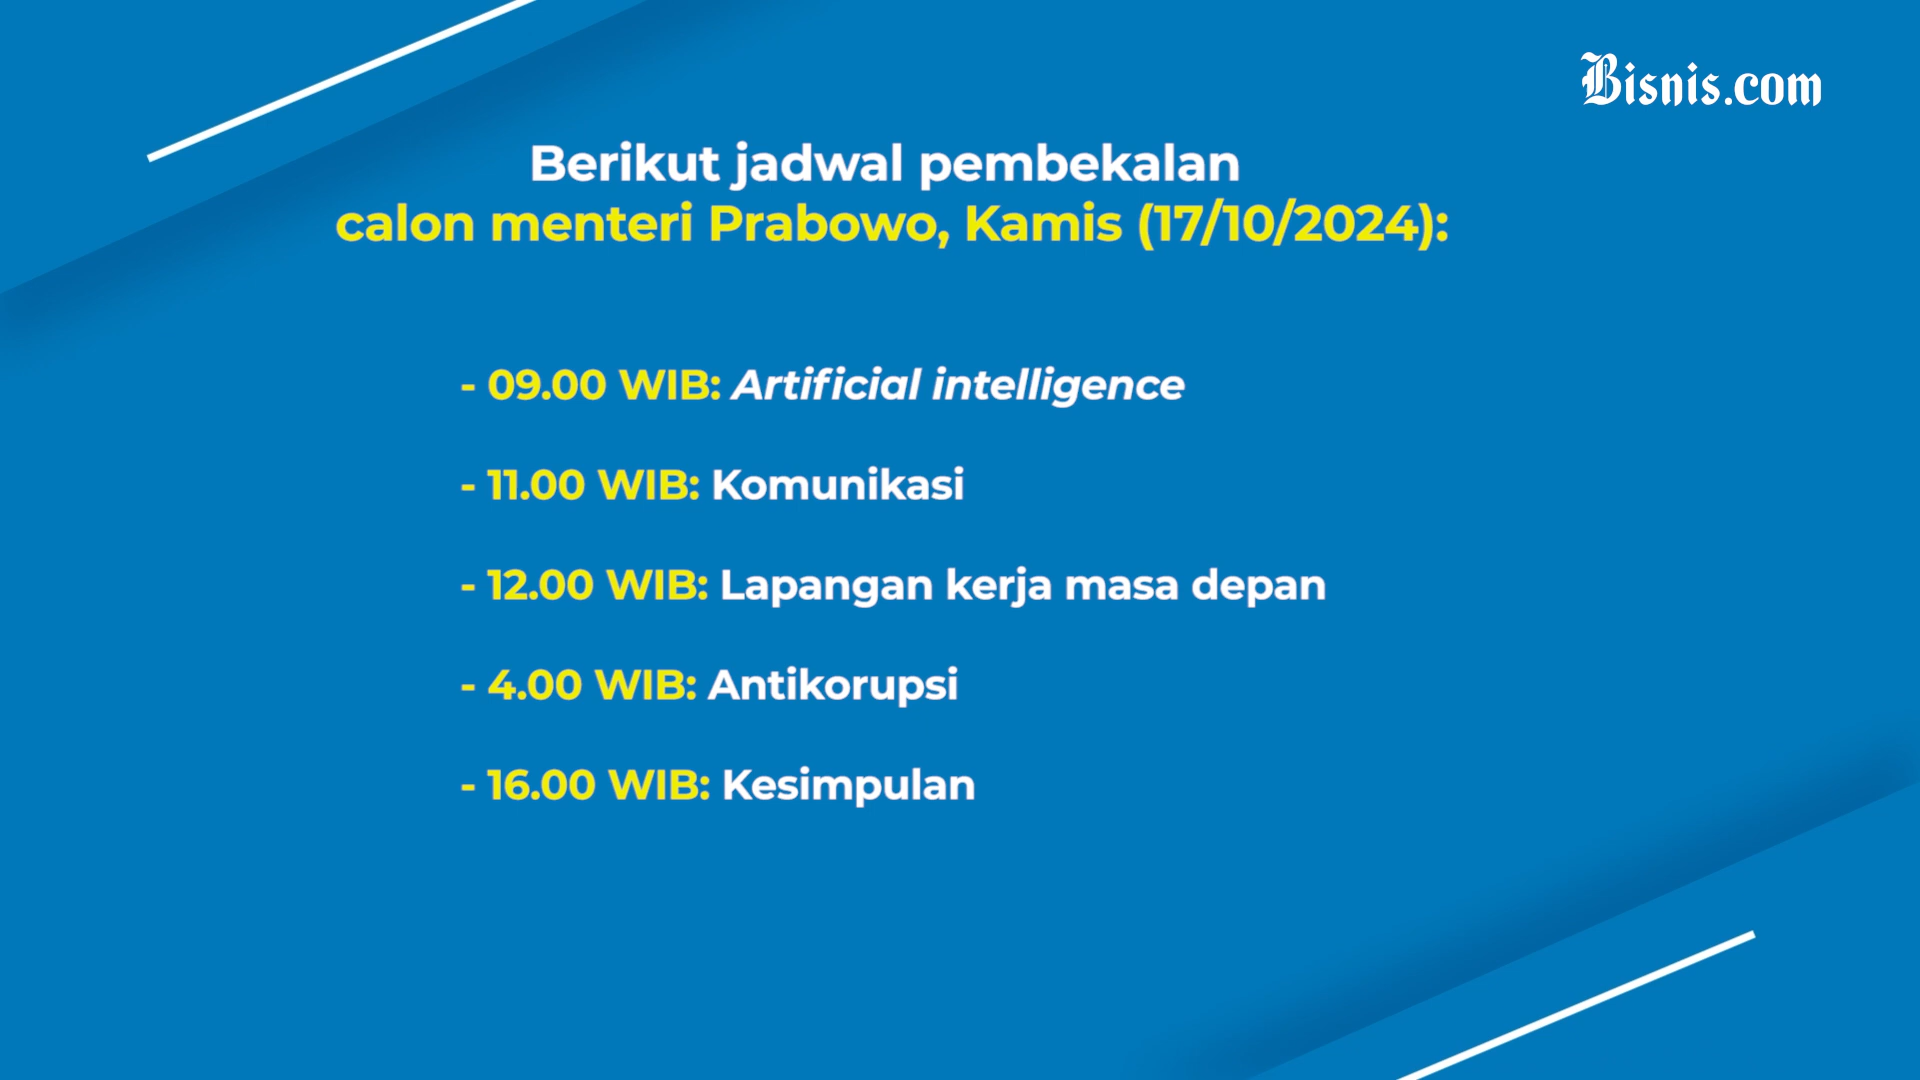 Bisnis.com
Berikut jadwal pembekalan
calon menteri Prabowo, Kamis (17/10/2024):
- 09.00 WIB: Artificial intelligence
- 11.00 WIB: Komunikasi
- 12.00 WIB: Lapangan kerja masa depan
- 4.00 WIB: Antikorupsi
- 16.00 WIB: Kesimpulan